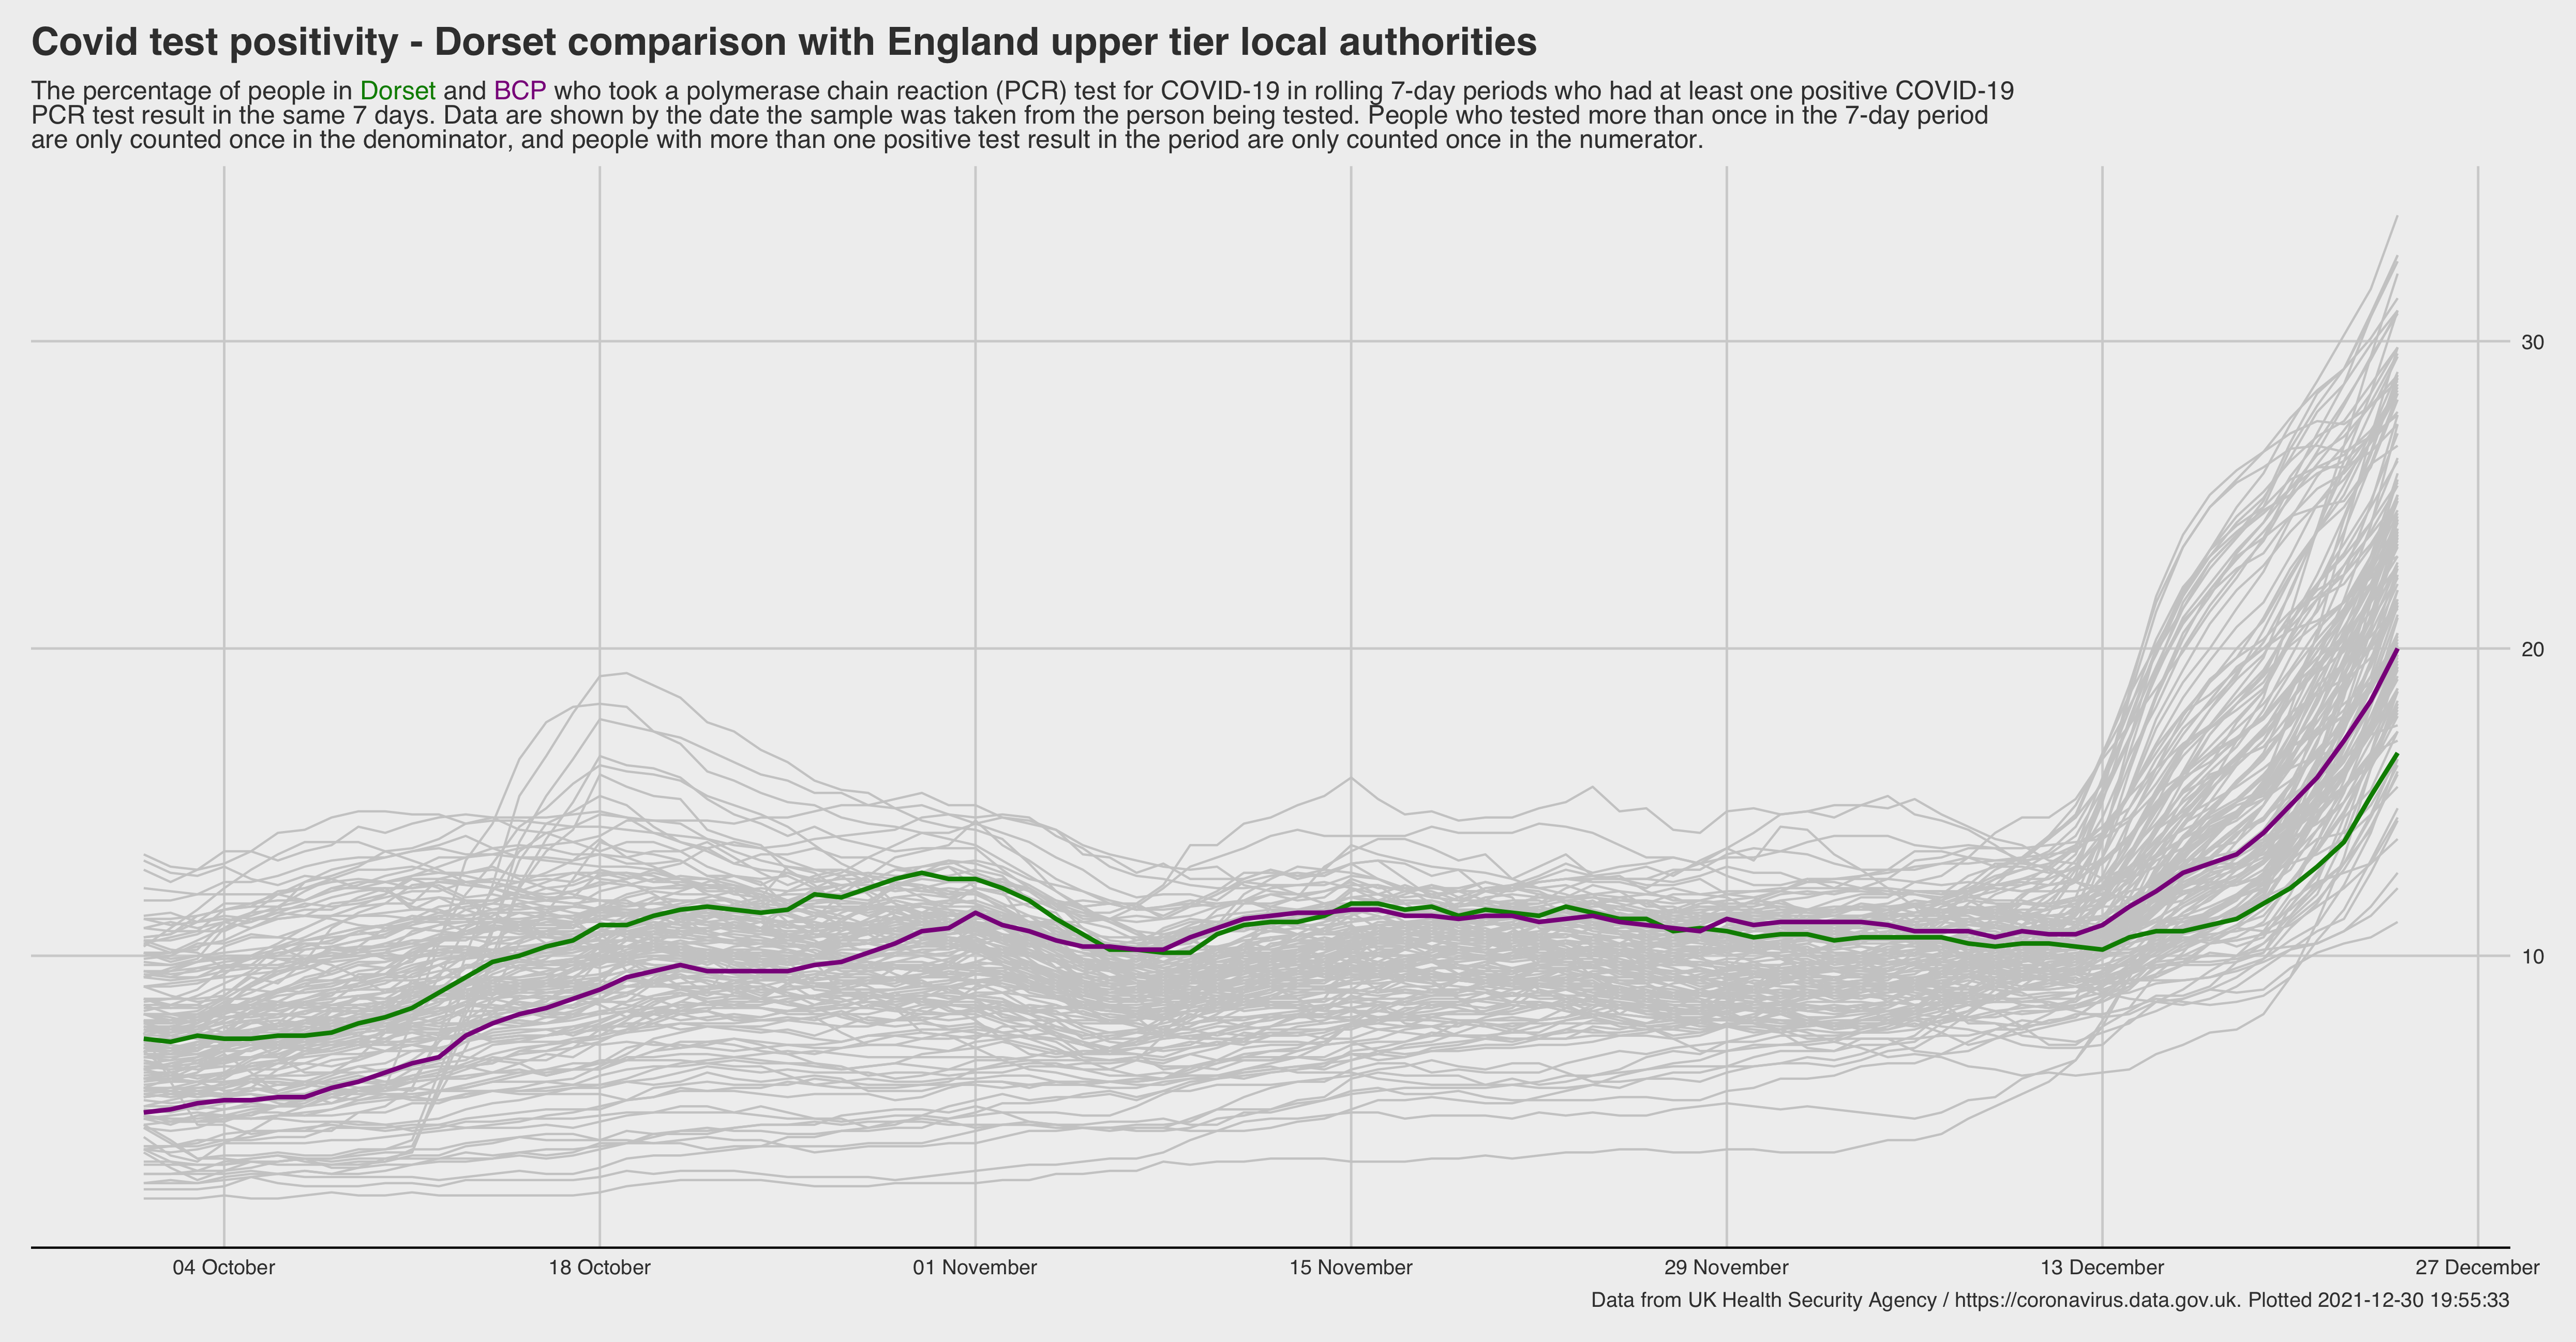 Covid test positivity - Dorset comparison with England upper tier local authorities
The percentage of people in Dorset and BCP who took a polymerase chain reaction (PCR) test for COVID-19 in rolling 7-day periods who had at least one positive COVID-19
PCR test result in the same 7 days. Data are shown by the date the sample was taken from the person being tested. People who tested more than once in the 7-day period
are only counted once in the denominator, and people with more than one positive test result in the period are only counted once in the numerator.
30
20
10
04 October
18 October
01 November
15 November
29 November
13 December
27 December
Data from UK Health Security Agency / https://coronavirus.data.gov.uk. Plotted 2021-12-30 19:55:33